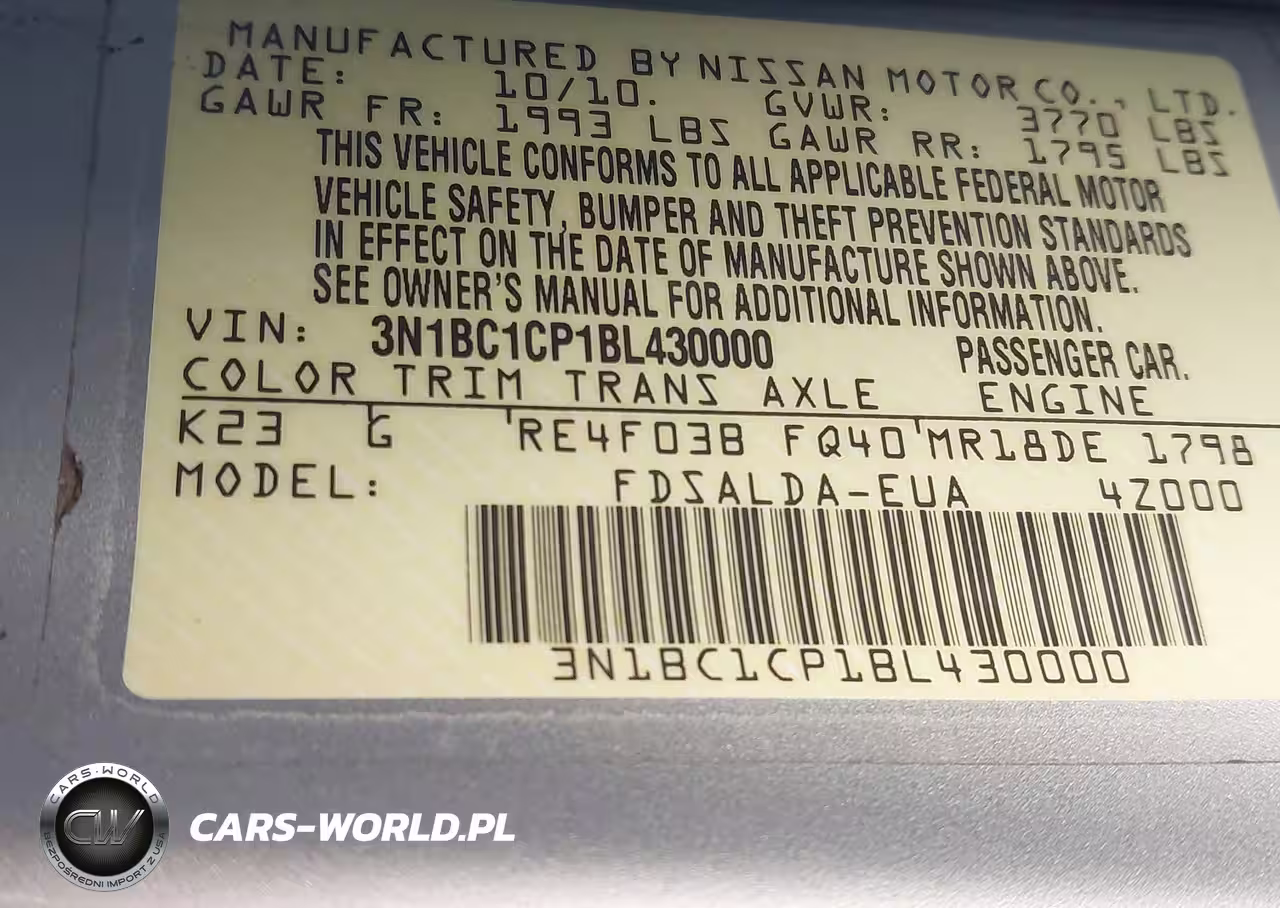 MANUFACTURED BY NISSAN MOTOR CO., LTD.
DATE: 10/10. GVWR: 3770 LBS
GAWR FR: 1993 LBS GAWR RR: 1795 LBS
THIS VEHICLE CONFORMS TO ALL APPLICABLE FEDERAL MOTOR
VEHICLE SAFETY, BUMPER AND THEFT PREVENTION STANDARDS
IN EFFECT ON THE DATE OF MANUFACTURE SHOWN ABOVE.
SEE OWNER'S MANUAL FOR ADDITIONAL INFORMATION.
VIN: 3N1BC1CP1BL430000 PASSENGER CAR.
COLOR TRIM TRANS AXLE ENGINE
K23 G RE4F03B FQ40 MR18DE 1798
MODEL: FDSALDA-EUA 4Z000
3N1BC1CP1BL430000
CARS-WORLD
CW
BEZPOŚREDNI IMPORT Z USA
CARS-WORLD.PL